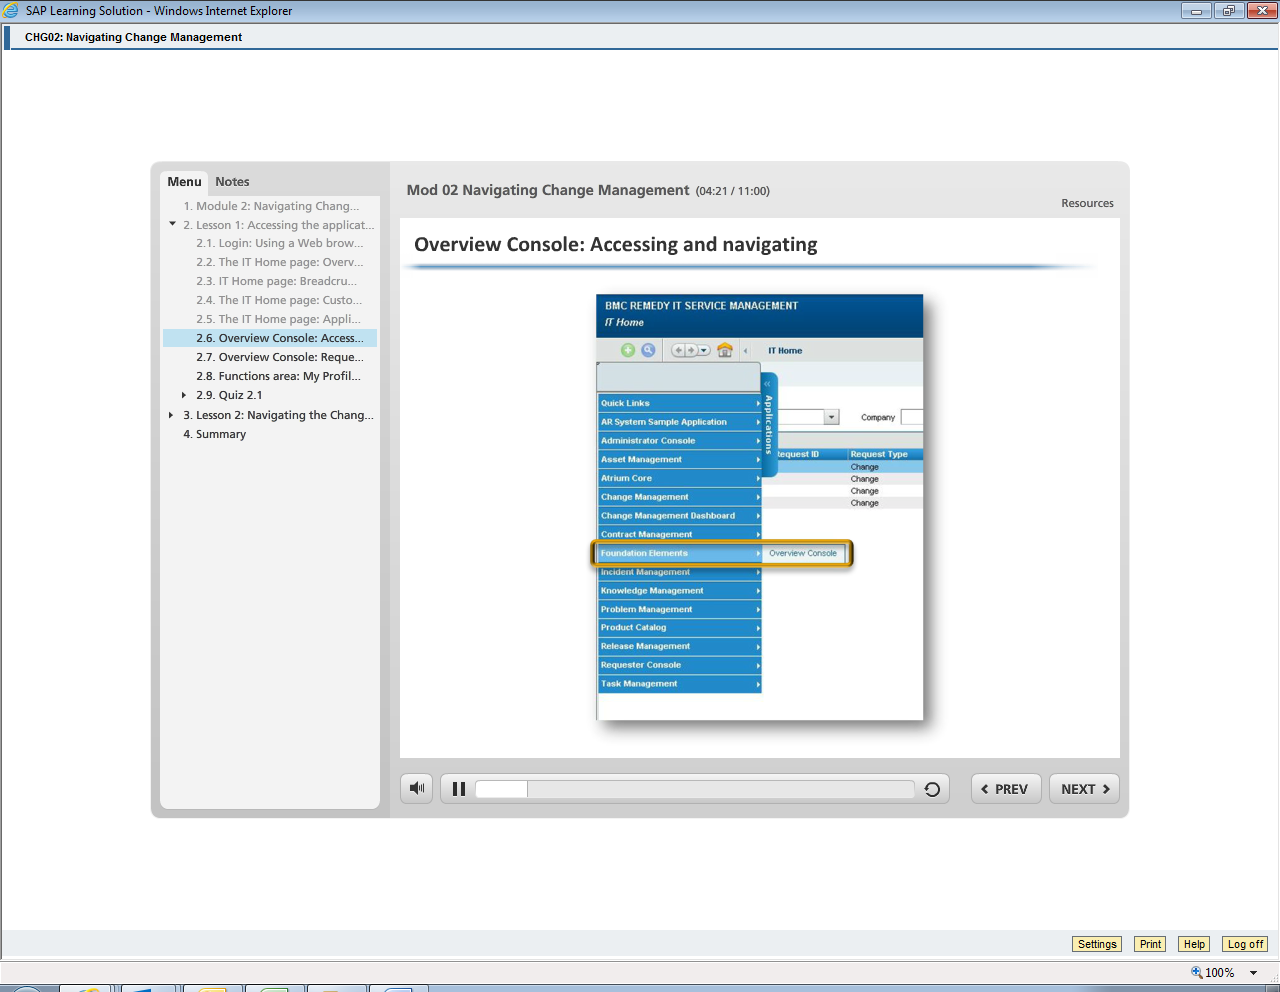 SAP Learning Solution - Windows Internet Explorer
CHG02: Navigating Change Management
Menu
Notes
1. Module 2: Navigating Chang...
2. Lesson 1: Accessing the applicat...
2.1. Login: Using a Web brow...
2.2. The IT Home page: Overv...
2.3. IT Home page: Breadcru...
2.4. The IT Home page: Custo...
2.5. The IT Home page: Appli...
2.6. Overview Console: Access...
2.7. Overview Console: Reque...
2.8. Functions area: My Profil...
2.9. Quiz 2.1
3. Lesson 2: Navigating the Chang...
4. Summary
Mod 02 Navigating Change Management (04:21 / 11:00)
Resources
Overview Console: Accessing and navigating
BMC REMEDY IT SERVICE MANAGEMENT
IT Home
IT Home
Applications
Company
Request ID
Request Type
Change
Change
Change
Change
Quick Links
AR System Sample Application
Administrator Console
Asset Management
Atrium Core
Change Management
Change Management Dashboard
Contract Management
Foundation Elements
Overview Console
Incident Management
Knowledge Management
Problem Management
Product Catalog
Release Management
Requester Console
Task Management
PREV
NEXT
Settings
Print
Help
Log off
100%